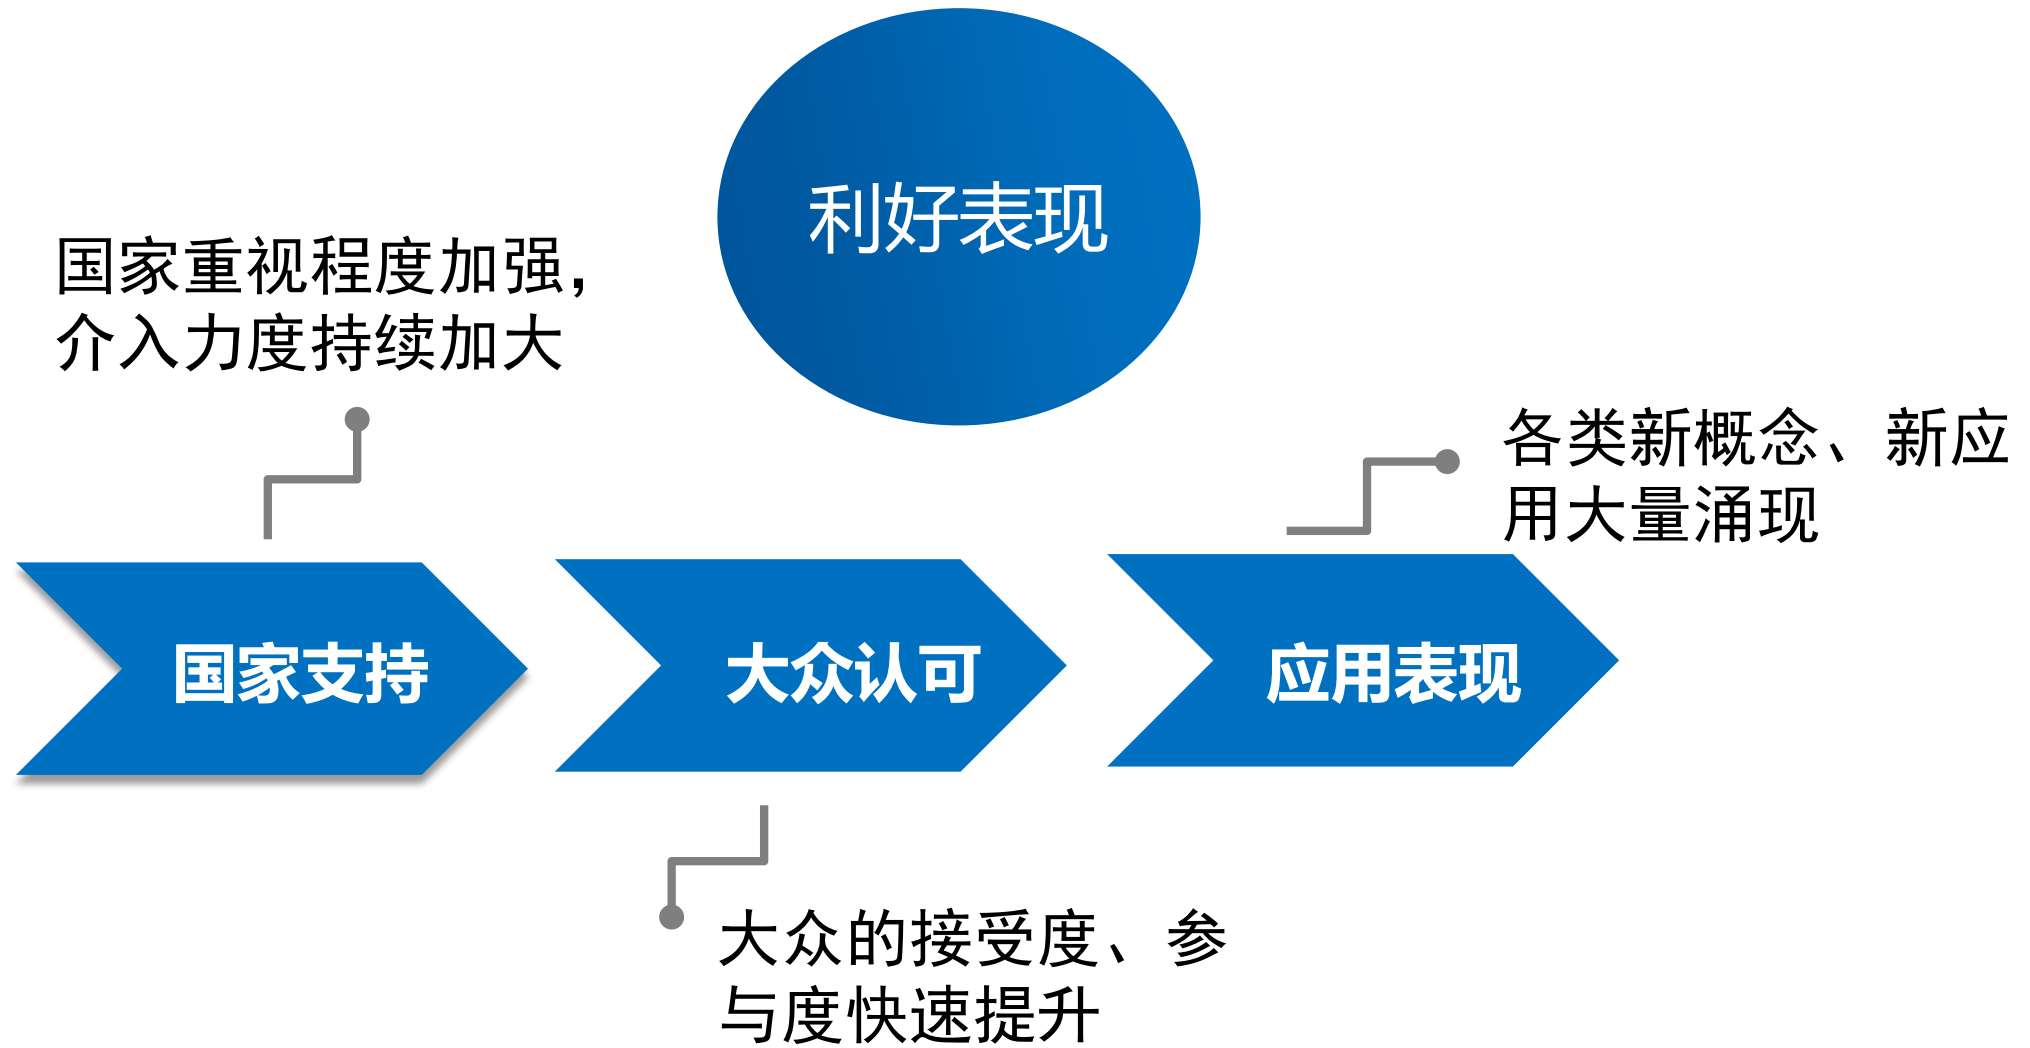 利好表现
国家重视程度加强，
介入力度持续加大
各类新概念、新应
用大量涌现
国家支持
大众认可
应用表现
大众的接受度、参
与度快速提升